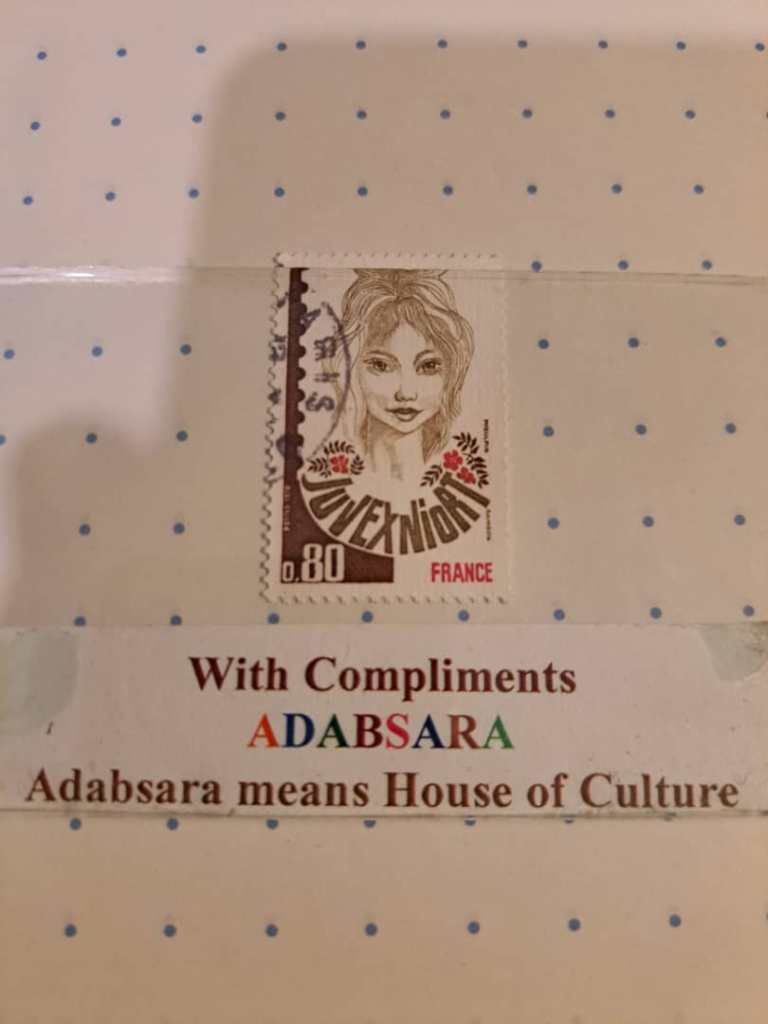 JUVEXNIORT
0,80
FRANCE
With Compliments
ADABSARA
Adabsara means House of Culture